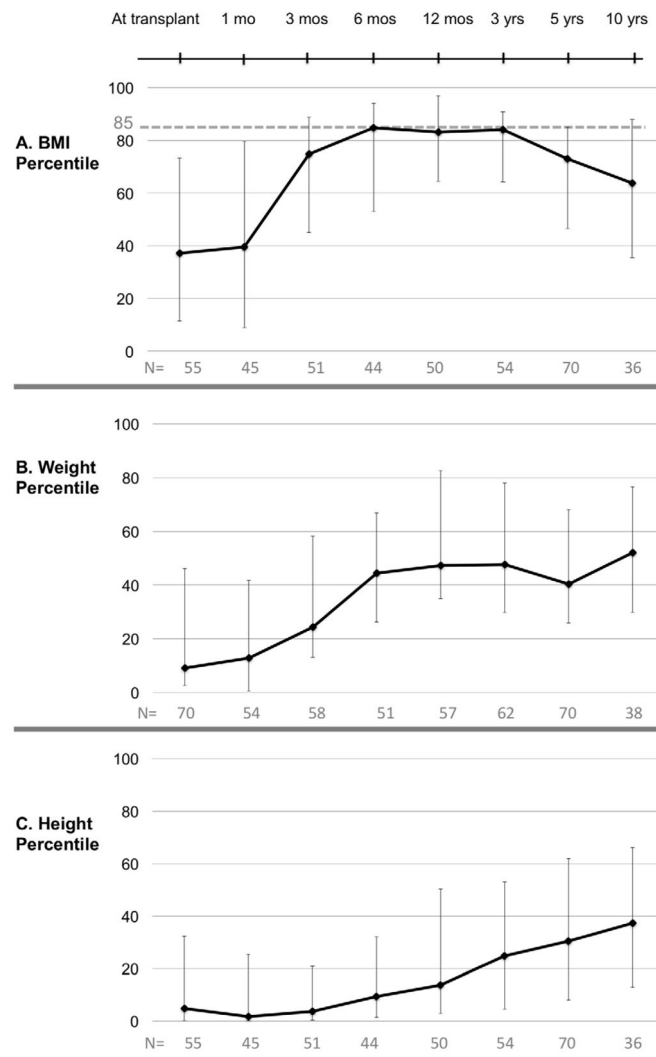 At transplant 1 mo 3 mos 6 mos 12 mos 3 yrs 5 yrs 10 yrs
100
85
A. BMI
Percentile
80
60
40
20
0
N= 55 45 51 44 50 54 70 36
100
B. Weight
Percentile
80
60
40
20
0
N= 70 54 58 51 57 62 70 38
100
80
C. Height
Percentile
60
40
20
0
N= 55 45 51 44 50 54 70 36